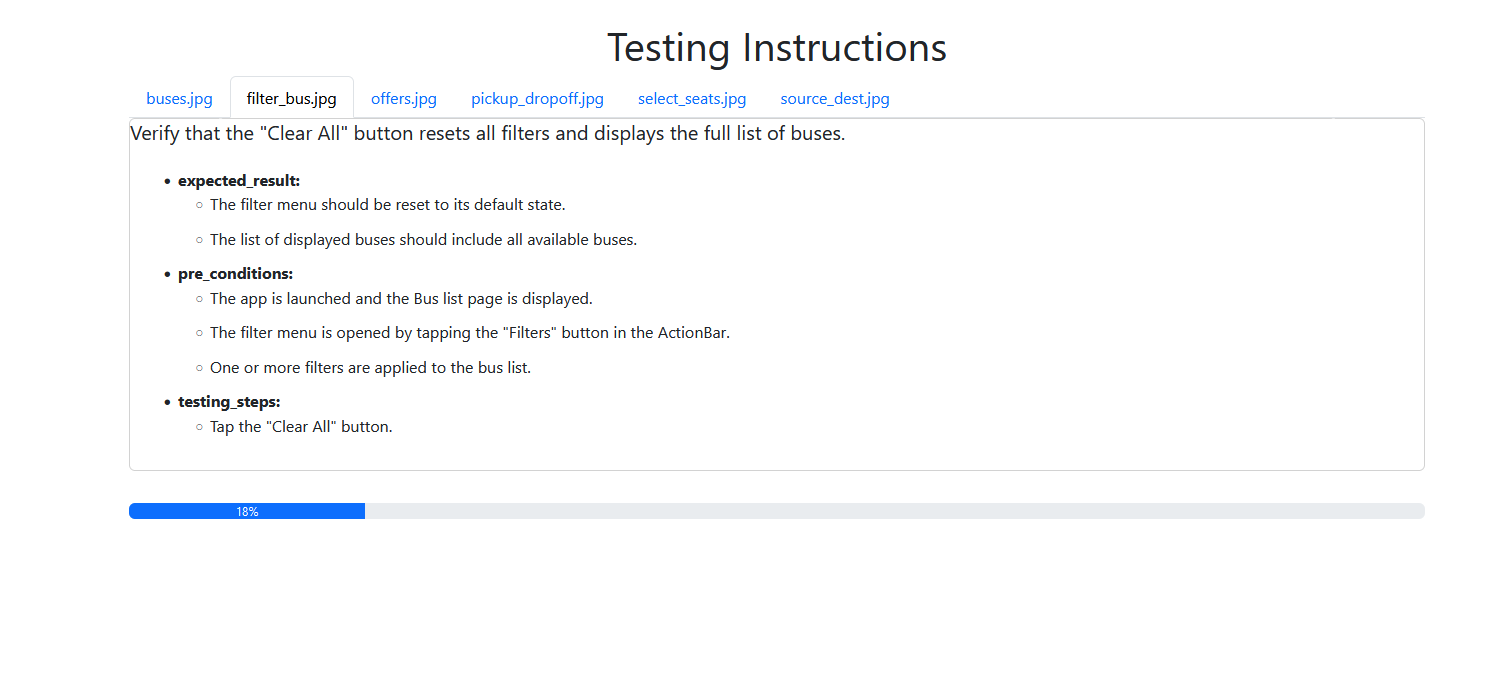 Testing Instructions
buses.jpg filter_bus.jpg offers.jpg pickup_dropoff.jpg select_seats.jpg source_dest.jpg
Verify that the "Clear All" button resets all filters and displays the full list of buses.
• expected_result:
○ The filter menu should be reset to its default state.
○ The list of displayed buses should include all available buses.
• pre_conditions:
○ The app is launched and the Bus list page is displayed.
○ The filter menu is opened by tapping the "Filters" button in the ActionBar.
○ One or more filters are applied to the bus list.
• testing_steps:
○ Tap the "Clear All" button.
18%